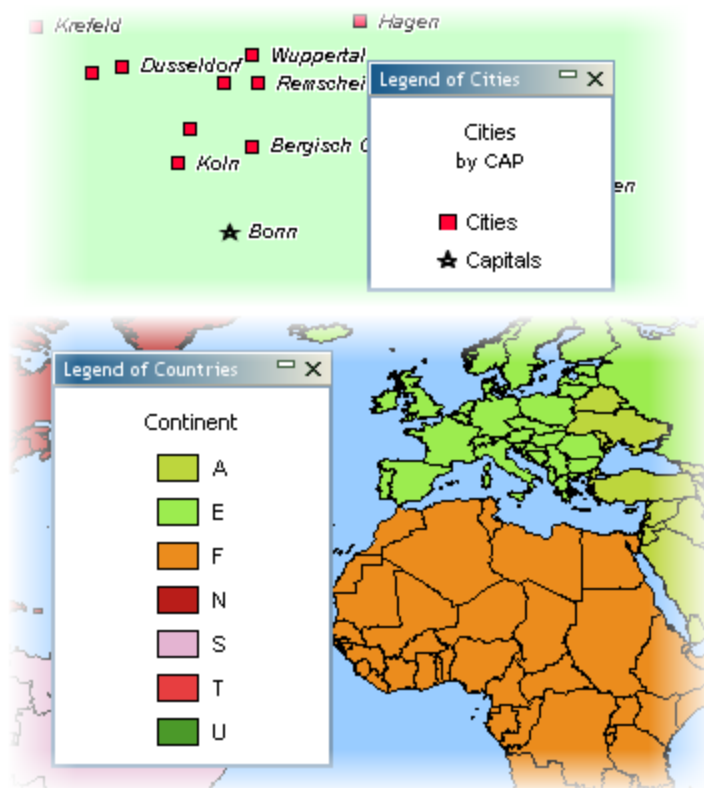 Krefeld
Hagen
Wuppertal
Dusseldorf
Remschei
Legend of Cities
Cities
by CAP
Bergisch
Koln
en
Cities
Bonn
Capitals
Legend of Countries
Continent
A
E
F
N
S
T
U